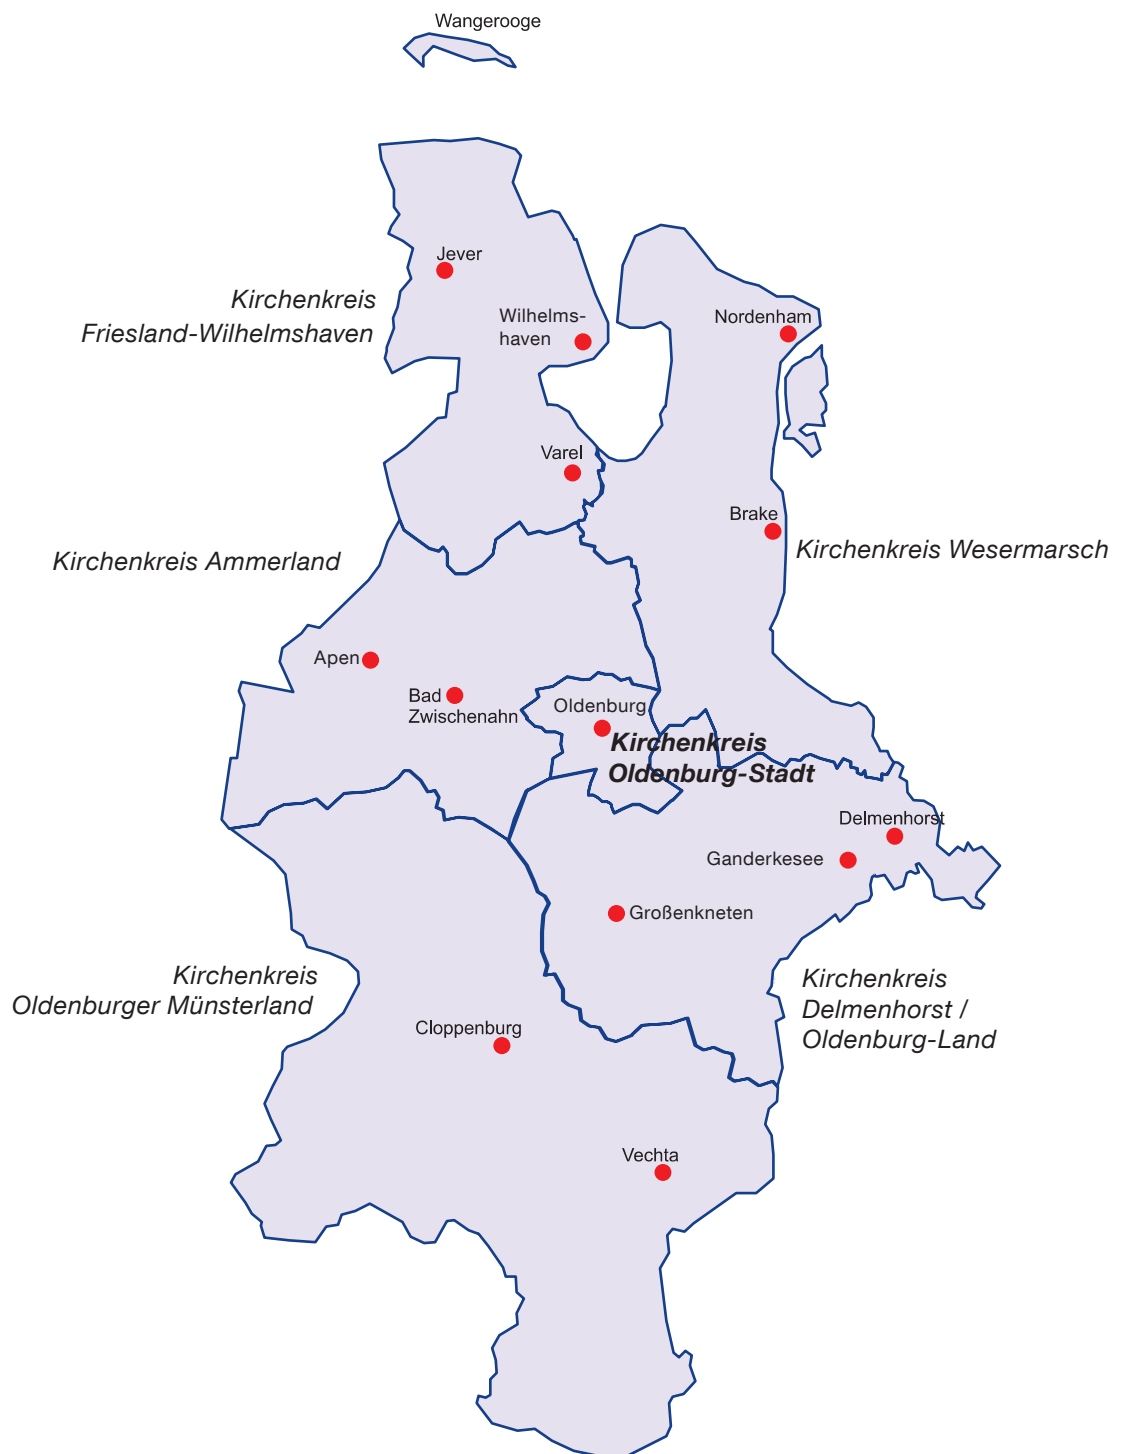 Wangerooge
Jever
Kirchenkreis
Friesland-Wilhelmshaven
Wilhelms-
haven
Nordenham
Varel
Brake
Kirchenkreis Wesermarsch
Kirchenkreis Ammerland
Apen
Bad
Zwischenahn
Oldenburg
Kirchenkreis
Oldenburg-Stadt
Delmenhorst
Ganderkesee
Großenkneten
Kirchenkreis
Oldenburger Münsterland
Kirchenkreis
Delmenhorst /
Oldenburg-Land
Cloppenburg
Vechta